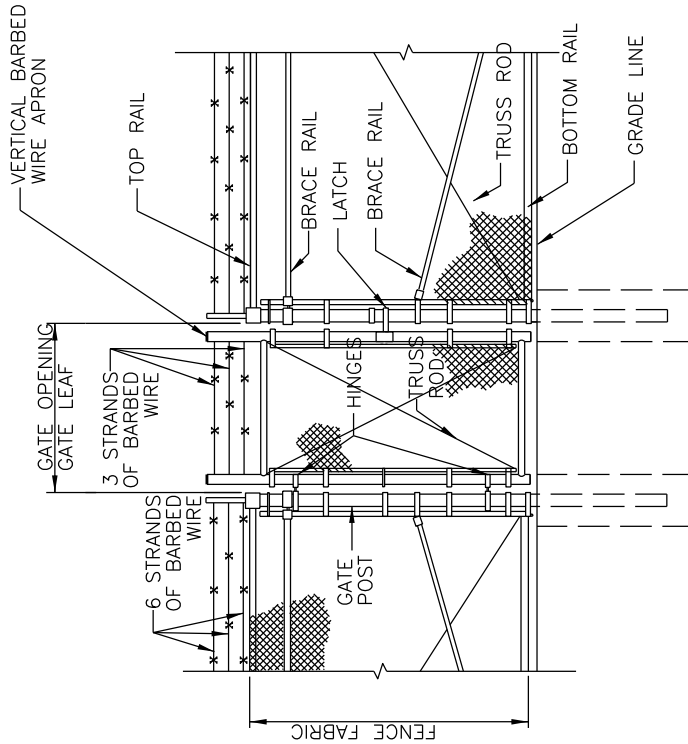 VERTICAL BARBED
WIRE APRON
TOP RAIL
BRACE RAIL
LATCH
BRACE RAIL
TRUSS ROD
BOTTOM RAIL
GRADE LINE
GATE OPENING
GATE LEAF
3 STRANDS
OF BARBED
WIRE
HINGES
TRUSS
ROD
6 STRANDS
OF BARBED
WIRE
GATE
POST
FENCE FABRIC